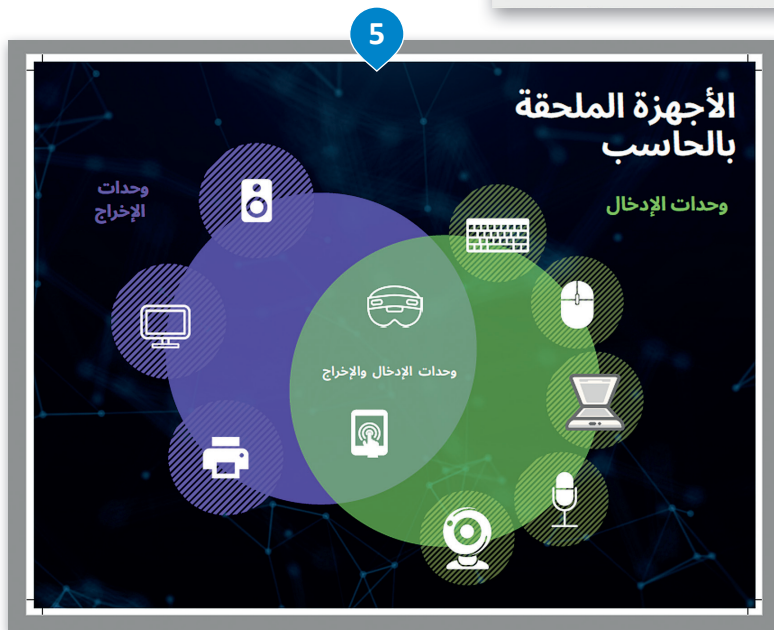 5
الأجهزة الملحقة
بالحاسب
وحدات الإدخال
وحدات
الإخراج
وحدات الإدخال والإخراج